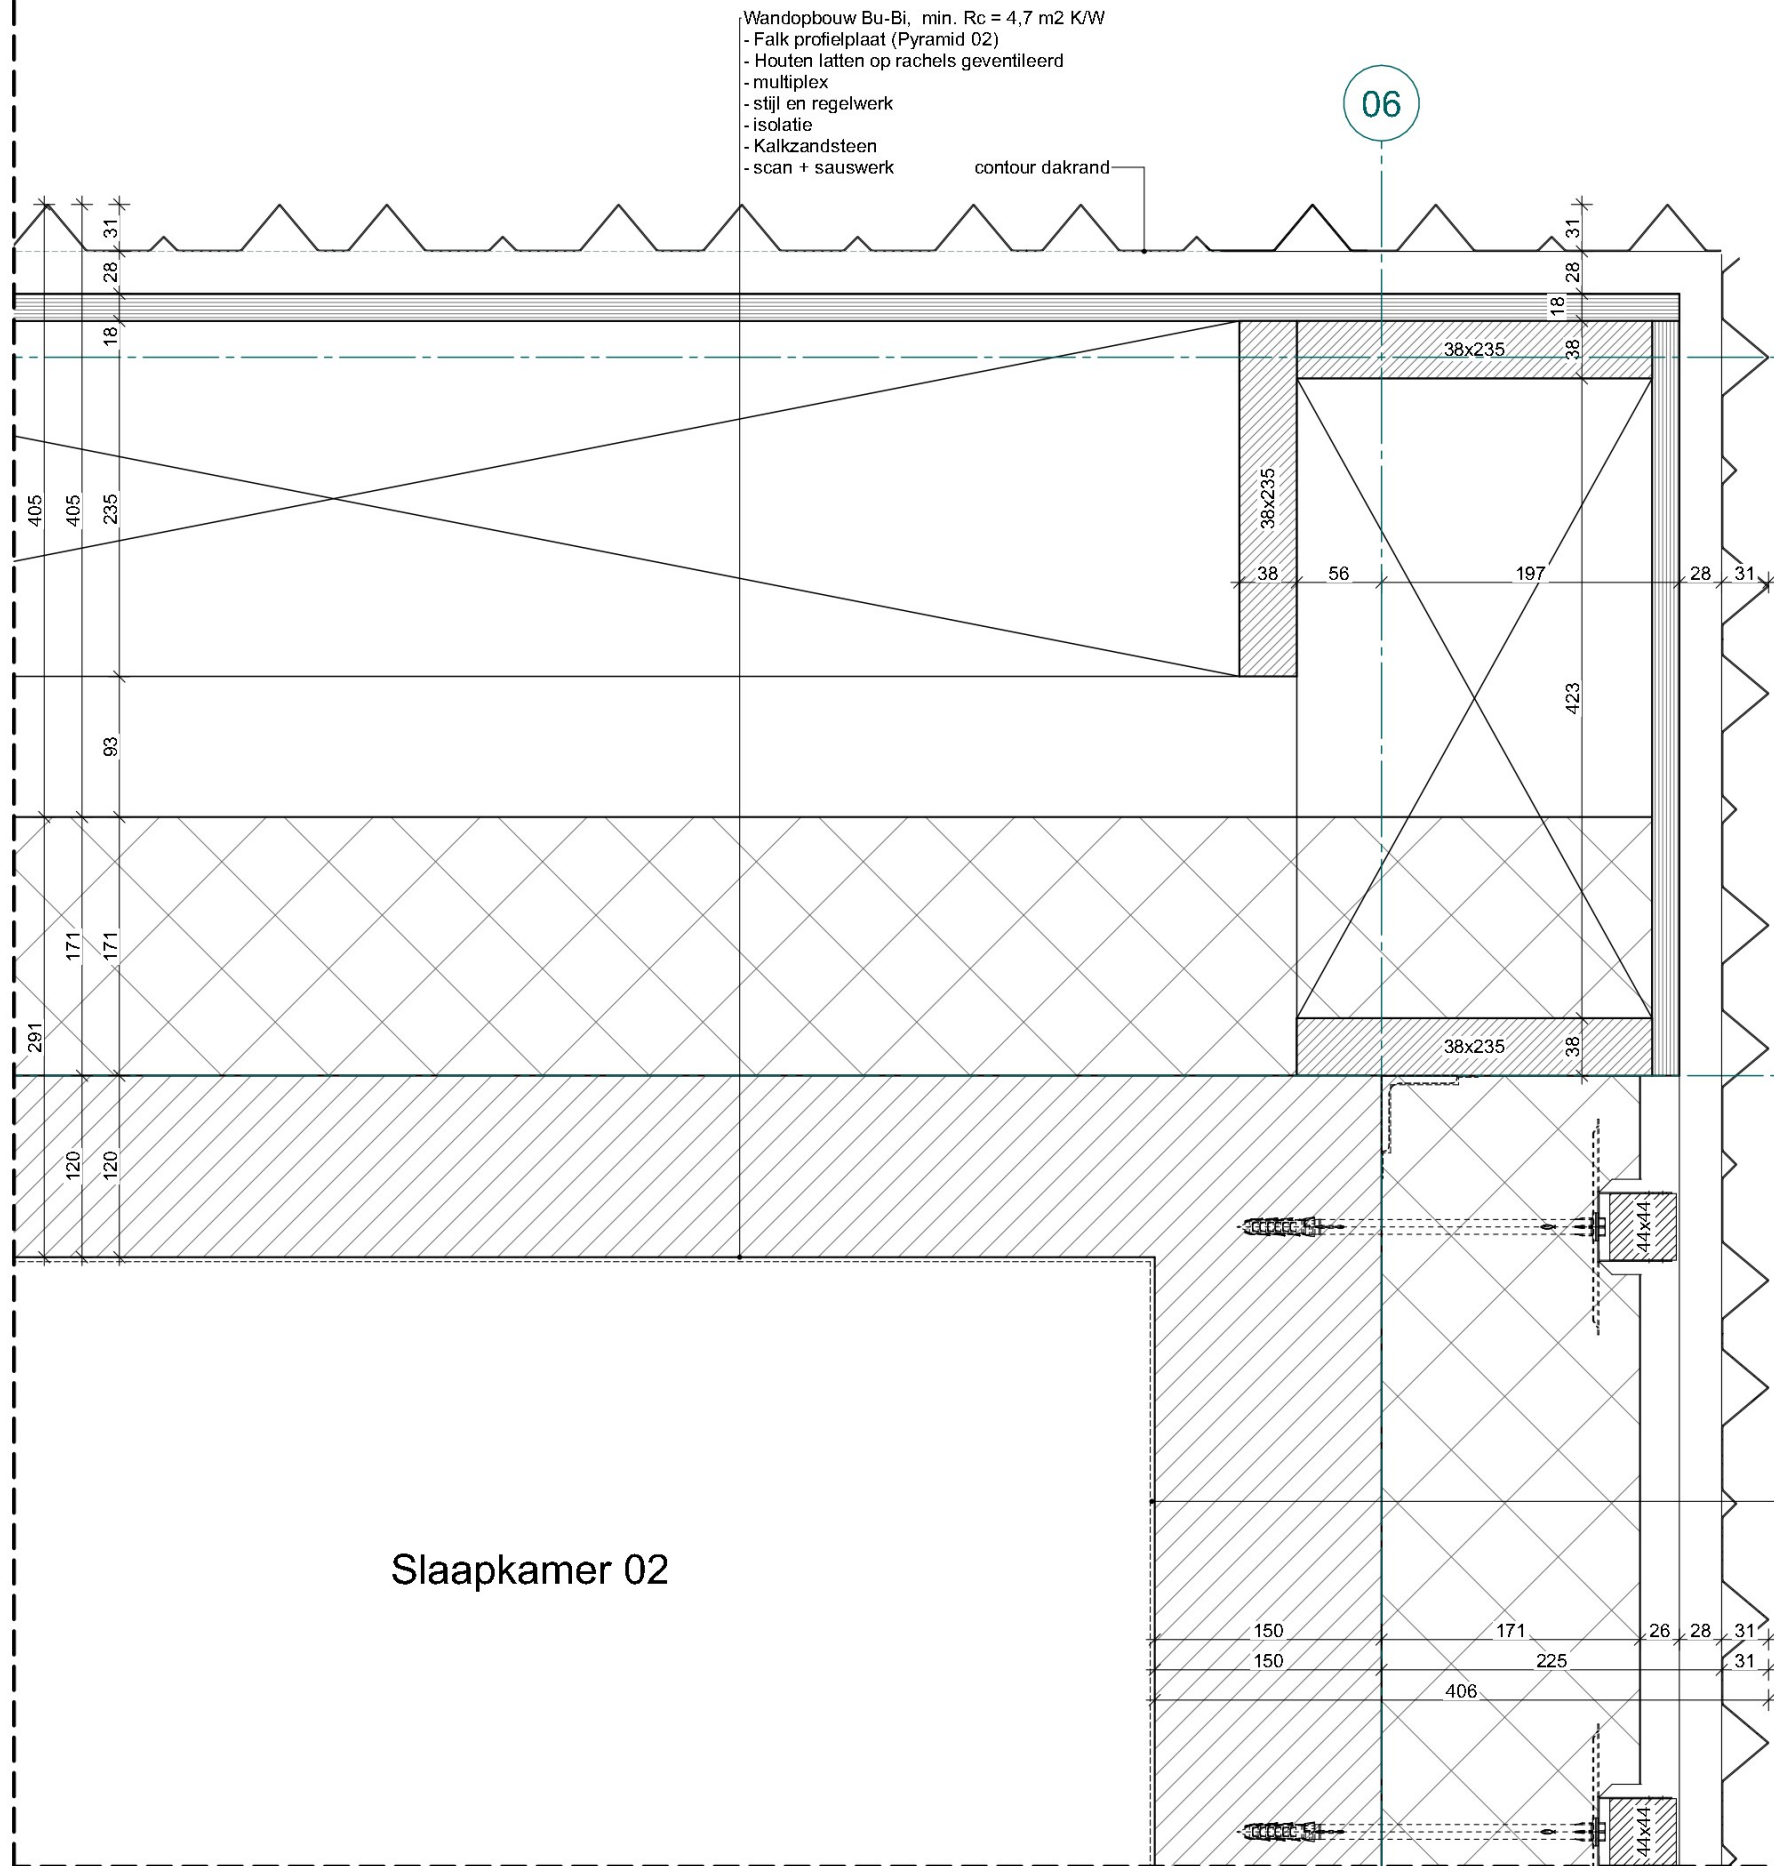 Wandopbouw Bu-Bi, min. Rc = 4,7 m2 K/W
- Falk profielplaat (Pyramid 02)
- Houten latten op rachels geventileerd
- multiplex
- stijl en regelwerk
- isolatie
- Kalkzandsteen
- scan + sauswerk
contour dakrand
06
31
28
18
405
405
235
93
171
171
291
120
120
31
28
18
38
38x235
38x235
38
56
197
28
31
423
38x235
38
44x44
Slaapkamer 02
150
171
26
28
31
150
225
31
406
44x44